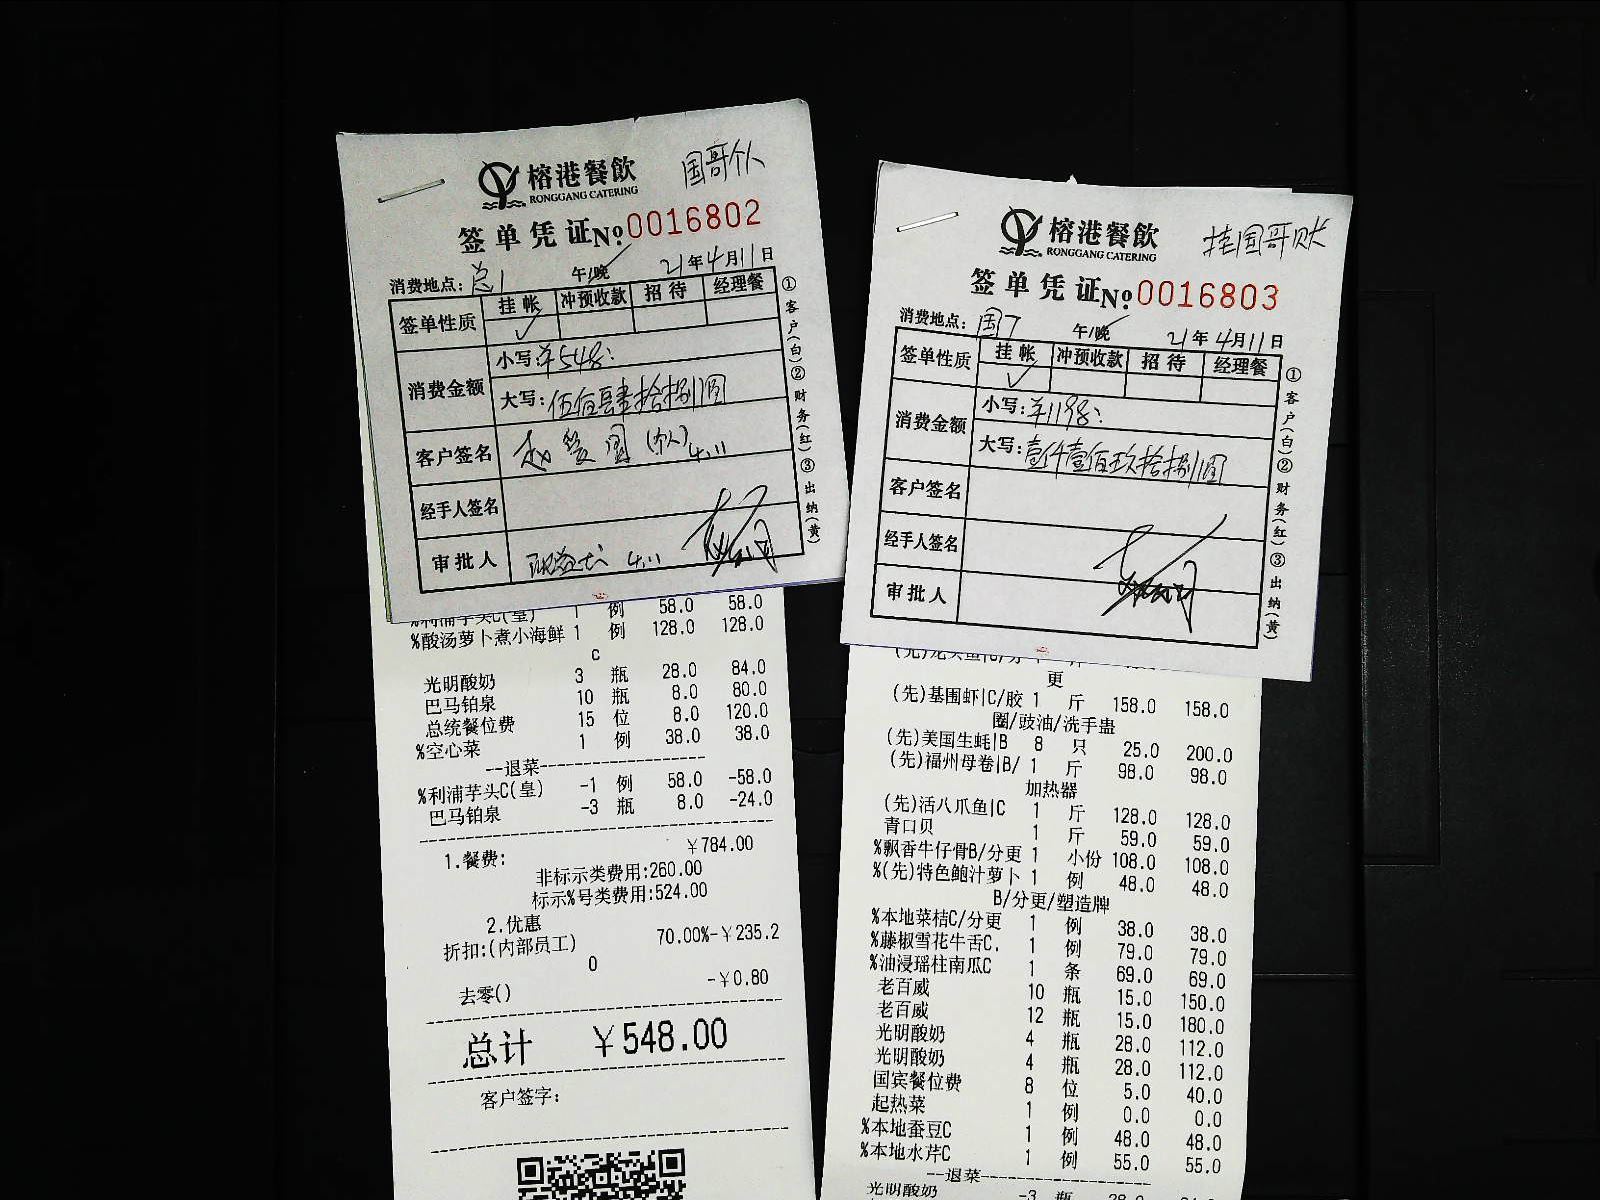 榕港餐飲
RONGGANG CATERING
国哥个人
签单凭证 №:0016802
消费地点: 总1 午/晚 21年4月11日
签单性质 挂帐 冲预收款 招待 经理餐
✓
消费金额 小写:¥548:
大写:伍佰肆拾捌圆
客户签名 (个人) 4.11
经手人签名
审批人 4.11
①客户(白)②财务(红)③出纳(黄)
%利浦芋头C(皇) 1 例 58.0 58.0
%酸汤萝卜煮小海鲜 1 例 128.0 128.0
C
光明酸奶 3 瓶 28.0 84.0
巴马铂泉 10 瓶 8.0 80.0
总统餐位费 15 位 8.0 120.0
%空心菜 1 例 38.0 38.0
--退菜--
%利浦芋头C(皇) -1 例 58.0 -58.0
巴马铂泉 -3 瓶 8.0 -24.0
1.餐费: ¥784.00
非标示类费用:260.00
标示%号类费用:524.00
2.优惠
折扣:(内部员工) 70.00%-¥235.2
0
去零() -¥0.80
总计 ¥548.00
客户签字:
榕港餐飲
RONGGANG CATERING
挂国哥账
签单凭证 №:0016803
消费地点: 国7 午/晚 21年4月11日
签单性质 挂帐 冲预收款 招待 经理餐
✓
消费金额 小写:¥1198:
大写:壹仟壹佰玖拾捌圆
客户签名
经手人签名
审批人
①客户(白)②财务(红)③出纳(黄)
更
(先)基围虾|C/胶 1 斤 158.0 158.0
圈/豉油/洗手盅
(先)美国生蚝|B 8 只 25.0 200.0
(先)福州母卷|B/ 1 斤 98.0 98.0
加热器
(先)活八爪鱼|C 1 斤 128.0 128.0
青口贝 1 斤 59.0 59.0
%飘香牛仔骨B/分更 1 小份 108.0 108.0
%(先)特色鲍汁萝卜 1 例 48.0 48.0
B/分更/塑造牌
%本地菜桔C/分更 1 例 38.0 38.0
%藤椒雪花牛舌C, 1 例 79.0 79.0
%油浸瑶柱南瓜C 1 条 69.0 69.0
老百威 10 瓶 15.0 150.0
老百威 12 瓶 15.0 180.0
光明酸奶 4 瓶 28.0 112.0
光明酸奶 4 瓶 28.0 112.0
国宾餐位费 8 位 5.0 40.0
起热菜 1 例 0.0 0.0
%本地蚕豆C 1 例 48.0 48.0
%本地水芹C 1 例 55.0 55.0
--退菜--
光明酸奶 -3 瓶 28.0